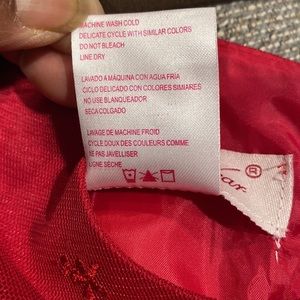 MACHINE WASH COLD
DELICATE CYCLE WITH SIMILAR COLORS
DO NOT BLEACH
LINE DRY
LAVADO A MÁQUINA CON AGUA FRIA
CICLO DELICADO CON COLORES SIMIARES
NO USE BLANQUEADOR
SECA COLGADO
LAVAGE DE MACHINE FROID
CYCLE DOUX DES COULEURS COMME
NE PAS JAVELLISER
LIGNE SÈCHE
®